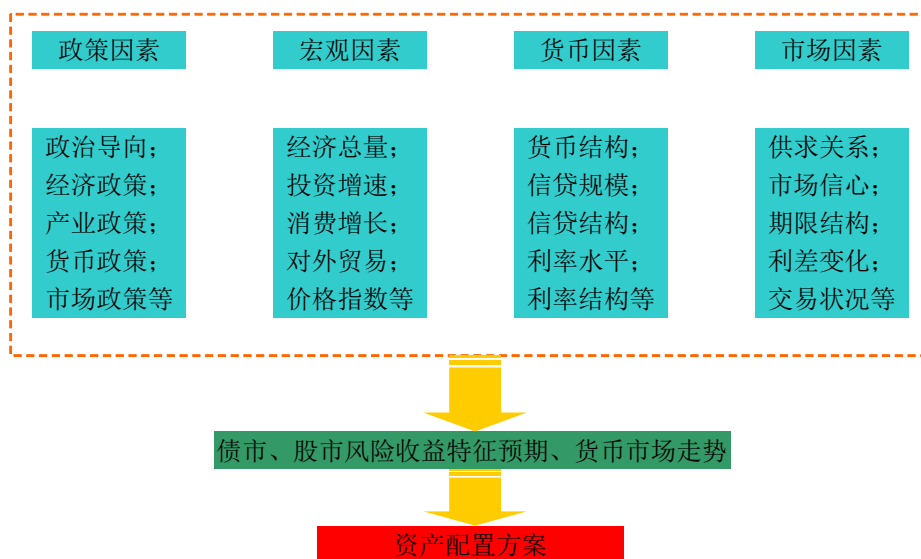 政策因素
宏观因素
货币因素
市场因素
政治导向；
经济政策；
产业政策；
货币政策；
市场政策等
经济总量；
投资增速；
消费增长；
对外贸易；
价格指数等
货币结构；
信贷规模；
信贷结构；
利率水平；
利率结构等
供求关系；
市场信心；
期限结构；
利差变化；
交易状况等
债市、股市风险收益特征预期、货币市场走势
资产配置方案